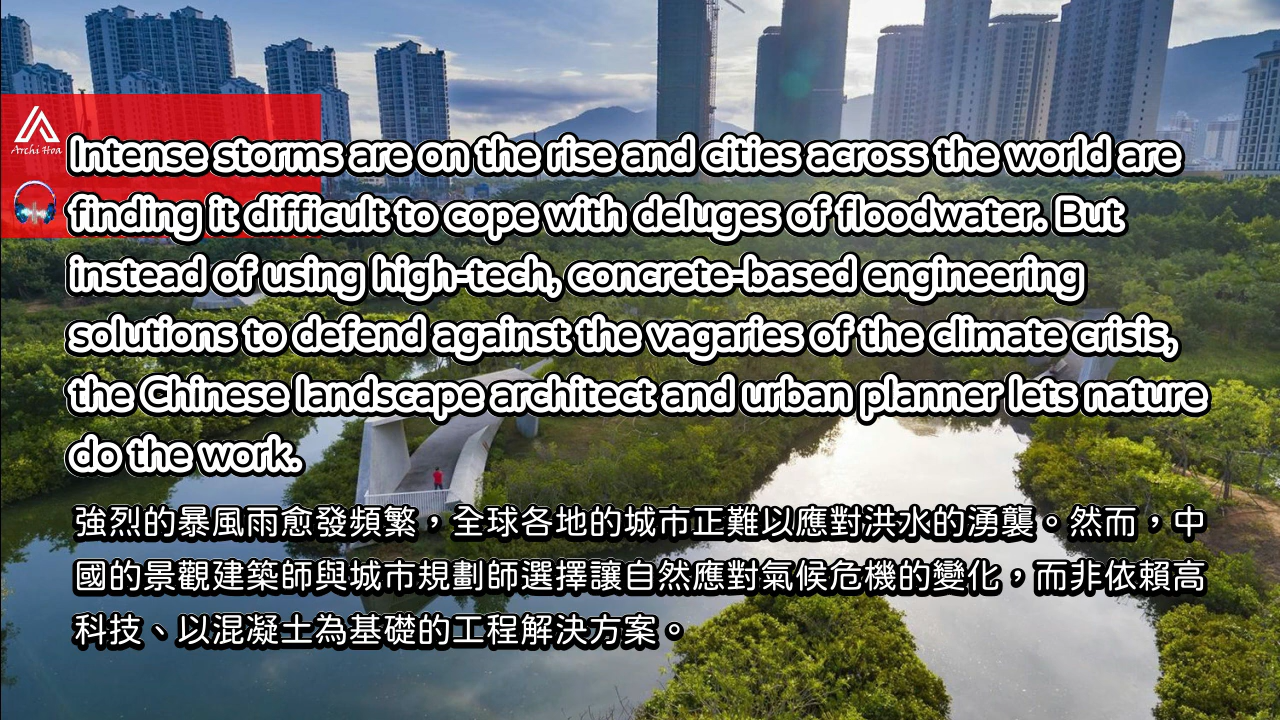 Archi Hoa
Intense storms are on the rise and cities across the world are
finding it difficult to cope with deluges of floodwater. But
instead of using high-tech, concrete-based engineering
solutions to defend against the vagaries of the climate crisis,
the Chinese landscape architect and urban planner lets nature
do the work.
強烈的暴風雨愈發頻繁，全球各地的城市正難以應對洪水的湧襲。然而，中
國的景觀建築師與城市規劃師選擇讓自然應對氣候危機的變化，而非依賴高
科技、以混凝土為基礎的工程解決方案。